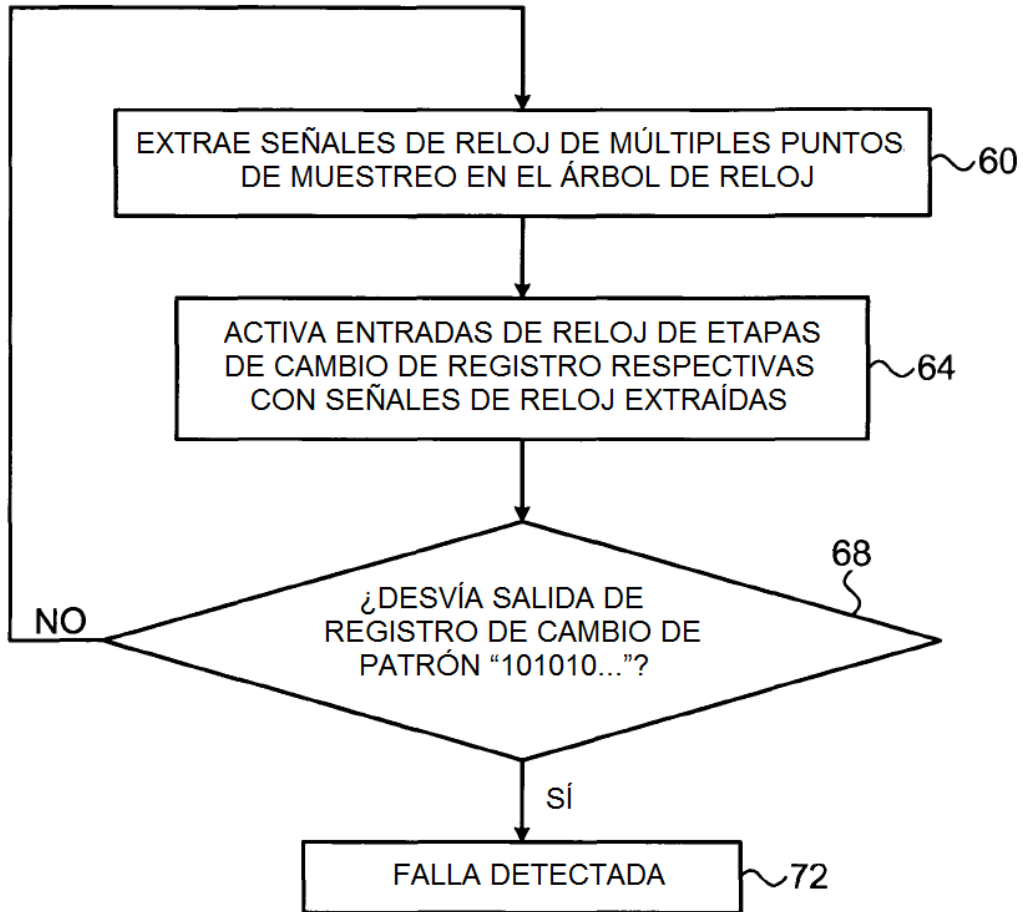 EXTRAE SEÑALES DE RELOJ DE MÚLTIPLES PUNTOS
DE MUESTREO EN EL ÁRBOL DE RELOJ
60
ACTIVA ENTRADAS DE RELOJ DE ETAPAS
DE CAMBIO DE REGISTRO RESPECTIVAS
CON SEÑALES DE RELOJ EXTRAÍDAS
64
68
¿DESVÍA SALIDA DE
REGISTRO DE CAMBIO DE
PATRÓN “101010...”?
NO
SÍ
FALLA DETECTADA
72